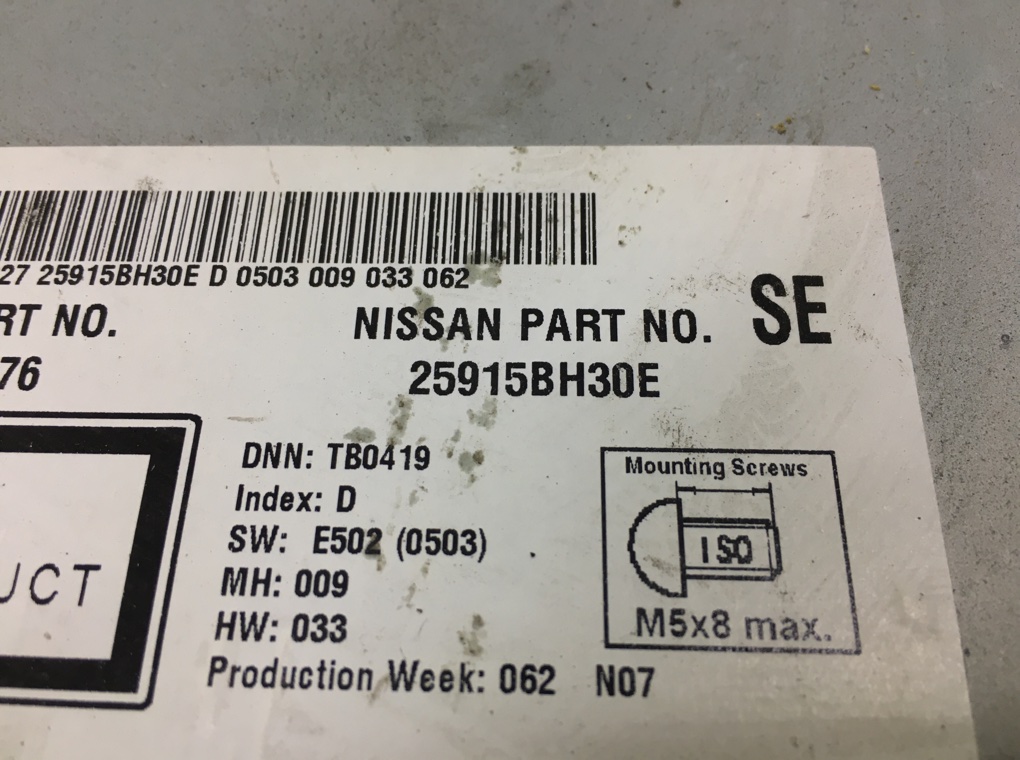 27 25915BH30E D 0503 009 033 062
RT NO.
76
NISSAN PART NO.
25915BH30E
SE
UCT
DNN: TB0419
Index: D
SW: E502 (0503)
MH: 009
HW: 033
Production Week: 062 N07
Mounting Screws
ISO
M5x8 max.